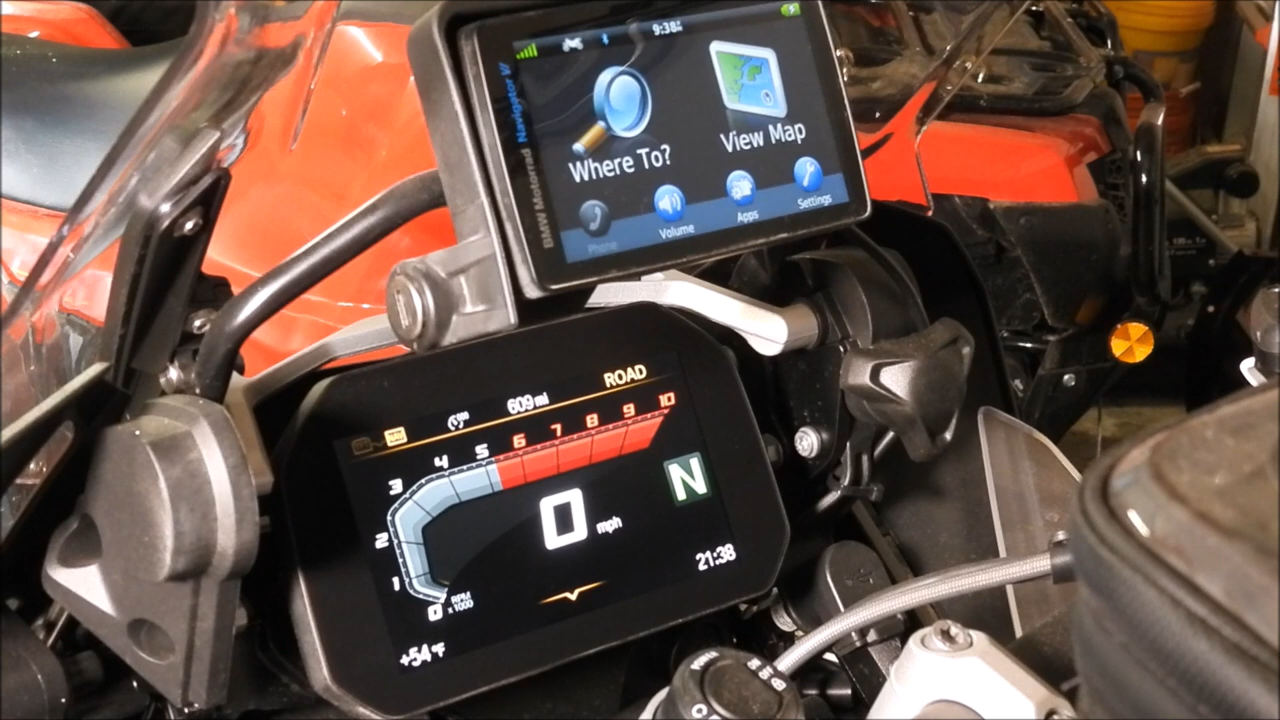 9:38
BMW Motorrad Navigator VI
Where To?
View Map
Phone
Volume
Apps
Settings
609 mi
ROAD
0 1 2 3 4 5 6 7 8 9 10
RPM
x1000
0 mph
N
21:38
+54°F